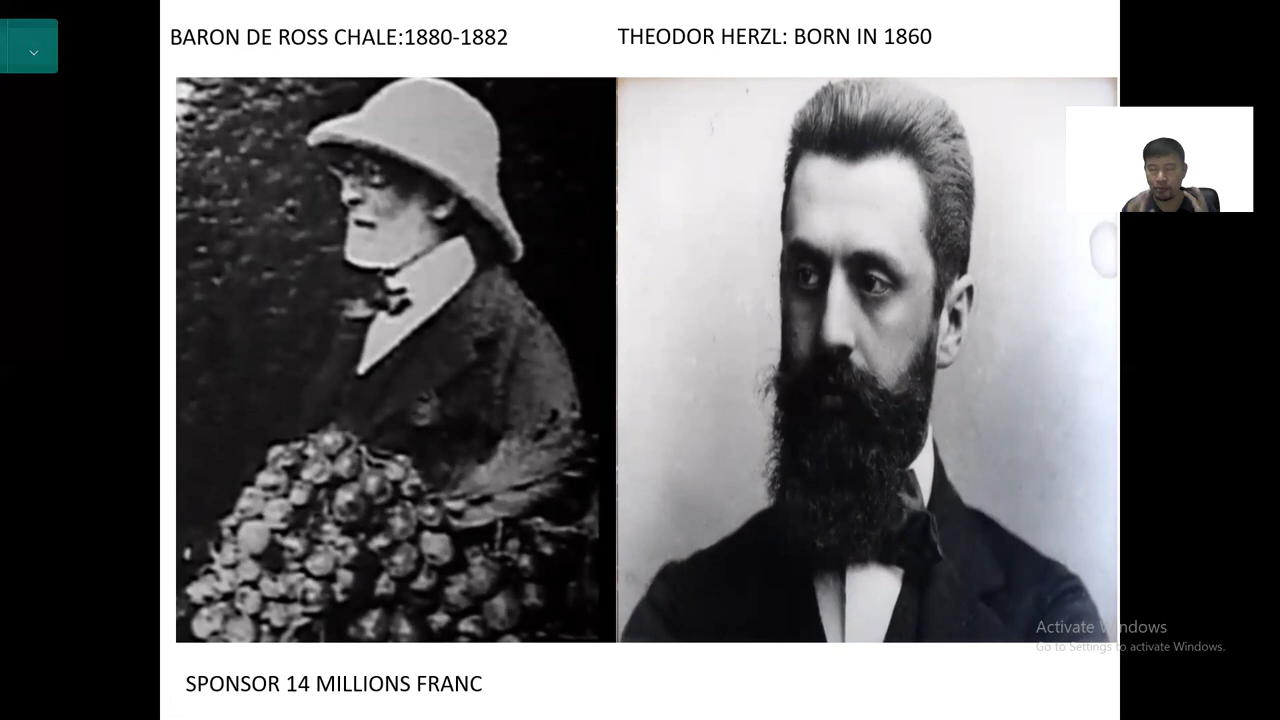 BARON DE ROSS CHALE:1880-1882
THEODOR HERZL: BORN IN 1860
Activate Windows
Go to Settings to activate Windows.
SPONSOR 14 MILLIONS FRANC